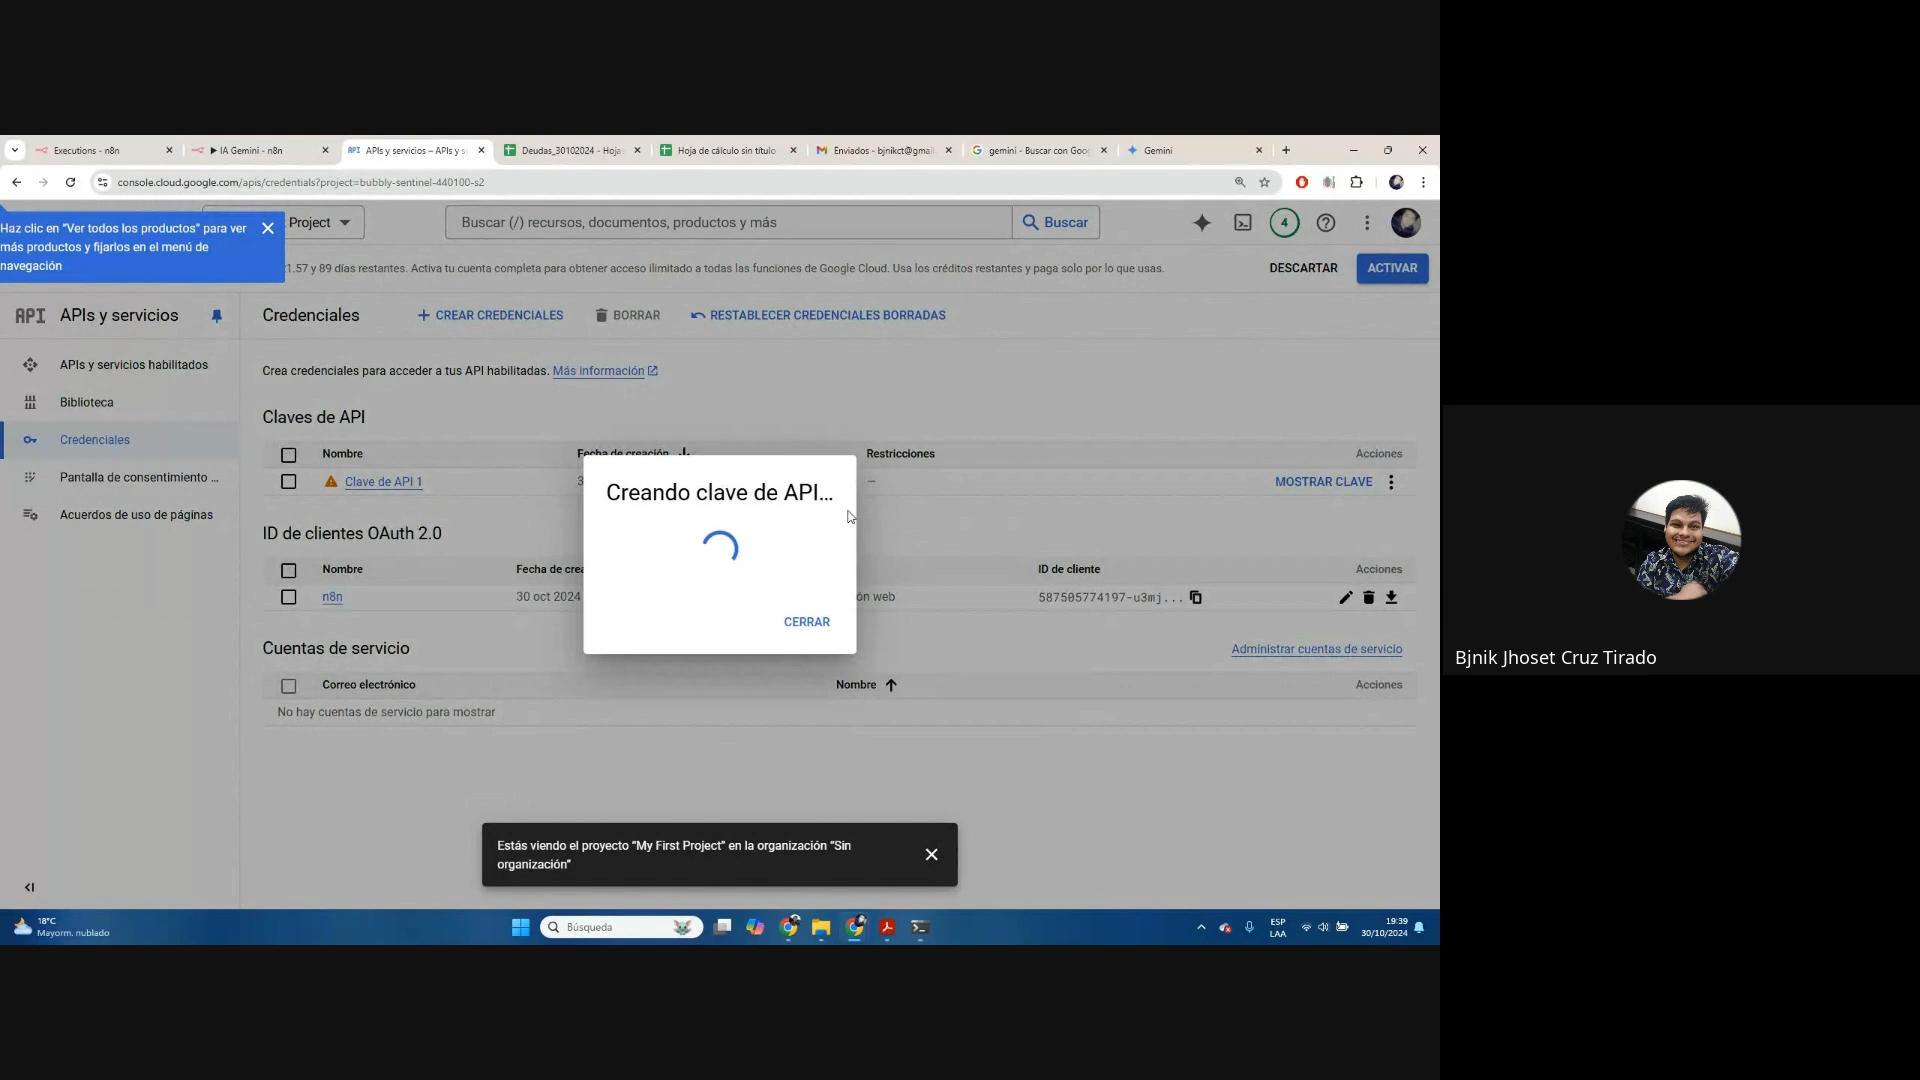 Executions - n8n
IA Gemini - n8n
API APIs y servicios – APIs y s
Deudas_30102024 - Hoja
Hoja de cálculo sin título
Enviados - bjnikct@gmail
gemini - Buscar con Goo
Gemini
console.cloud.google.com/apis/credentials?project=bubbly-sentinel-440100-s2
Haz clic en “Ver todos los productos” para ver
más productos y fijarlos en el menú de
navegación
Project
Buscar (/) recursos, documentos, productos y más
Buscar
4
1.57 y 89 días restantes. Activa tu cuenta completa para obtener acceso ilimitado a todas las funciones de Google Cloud. Usa los créditos restantes y paga solo por lo que usas.
DESCARTAR
ACTIVAR
API APIs y servicios
APIs y servicios habilitados
Biblioteca
Credenciales
Pantalla de consentimiento ...
Acuerdos de uso de páginas
Credenciales
+ CREAR CREDENCIALES
BORRAR
RESTABLECER CREDENCIALES BORRADAS
Crea credenciales para acceder a tus API habilitadas. Más información
Claves de API
Nombre Fecha de creación Restricciones Acciones
Clave de API 1 3 – MOSTRAR CLAVE
ID de clientes OAuth 2.0
Nombre Fecha de crea ID de cliente Acciones
n8n 30 oct 2024 ón web 587505774197-u3mj...
Cuentas de servicio
Administrar cuentas de servicio
Correo electrónico Nombre Acciones
No hay cuentas de servicio para mostrar
Creando clave de API...
CERRAR
Estás viendo el proyecto “My First Project” en la organización “Sin
organización”
18°C
Mayorm. nublado
Búsqueda
ESP
LAA
19:39
30/10/2024
Bjnik Jhoset Cruz Tirado